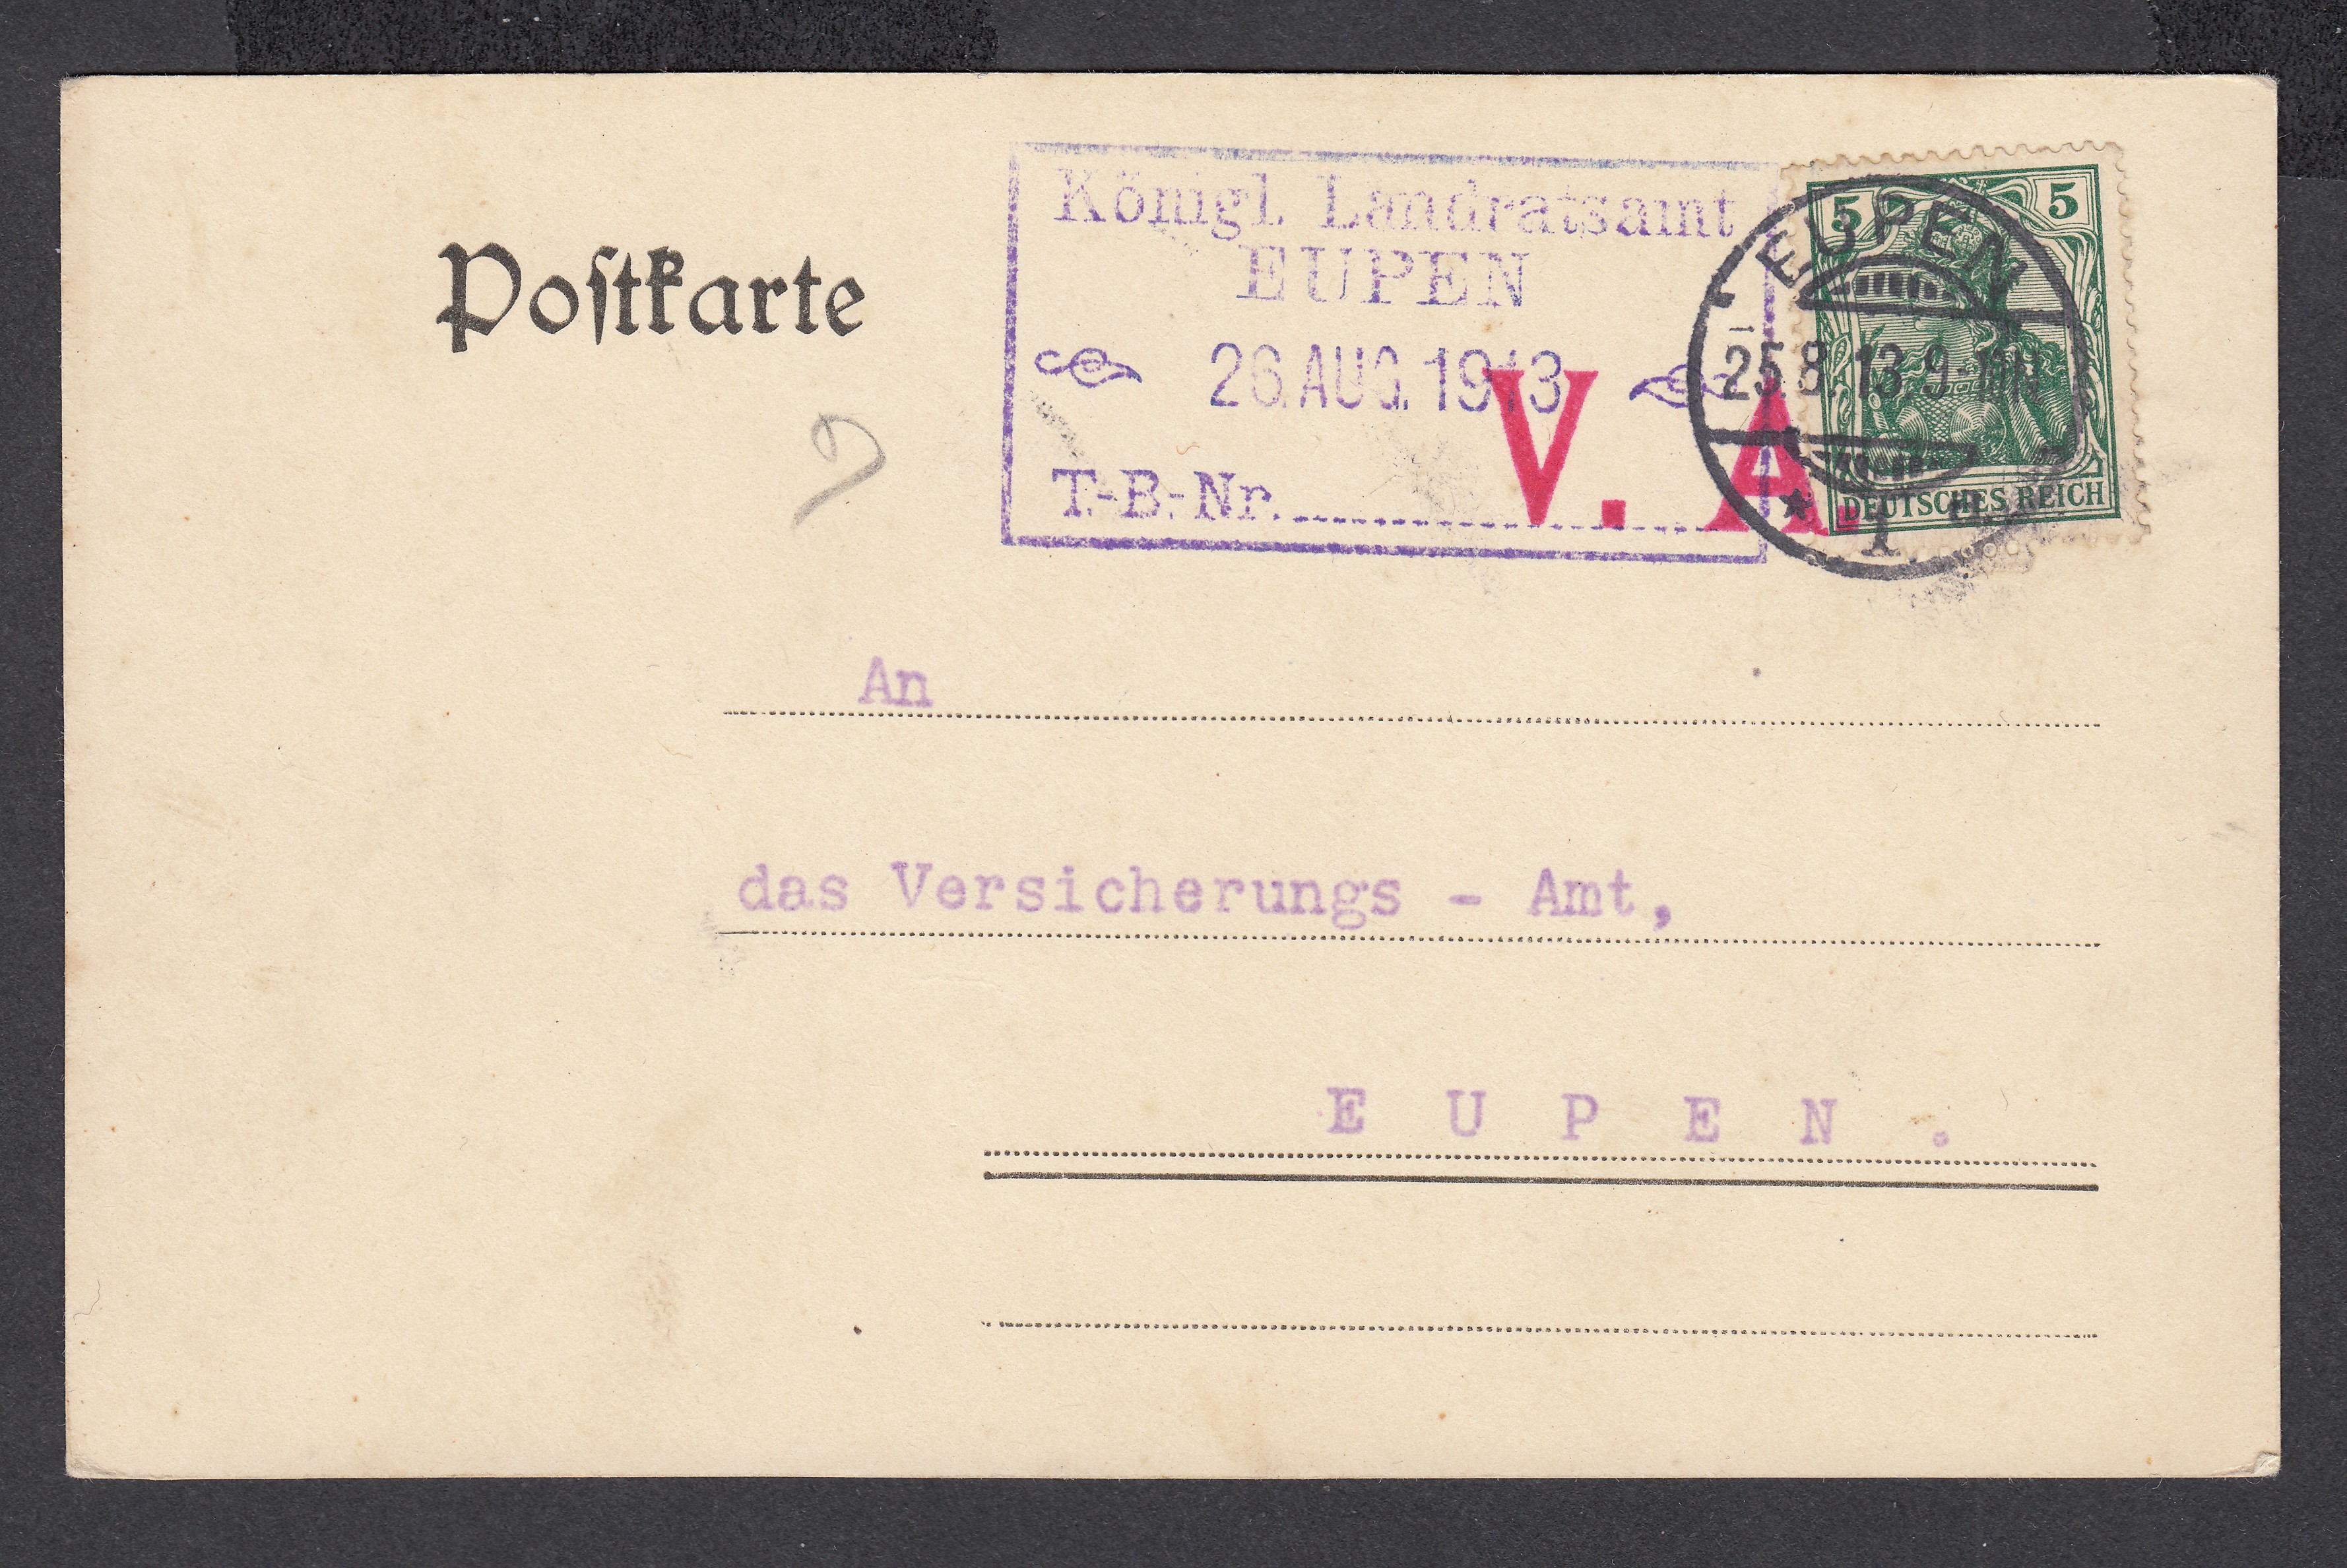 Postkarte
Königl. Landratsamt
EUPEN
26. AUG. 1913
T.-B.-Nr.
V. A.
5 5
DEUTSCHES REICH
EUPEN
25.8.13.9-
* 1.
An
das Versicherungs - Amt,
E U P E N .